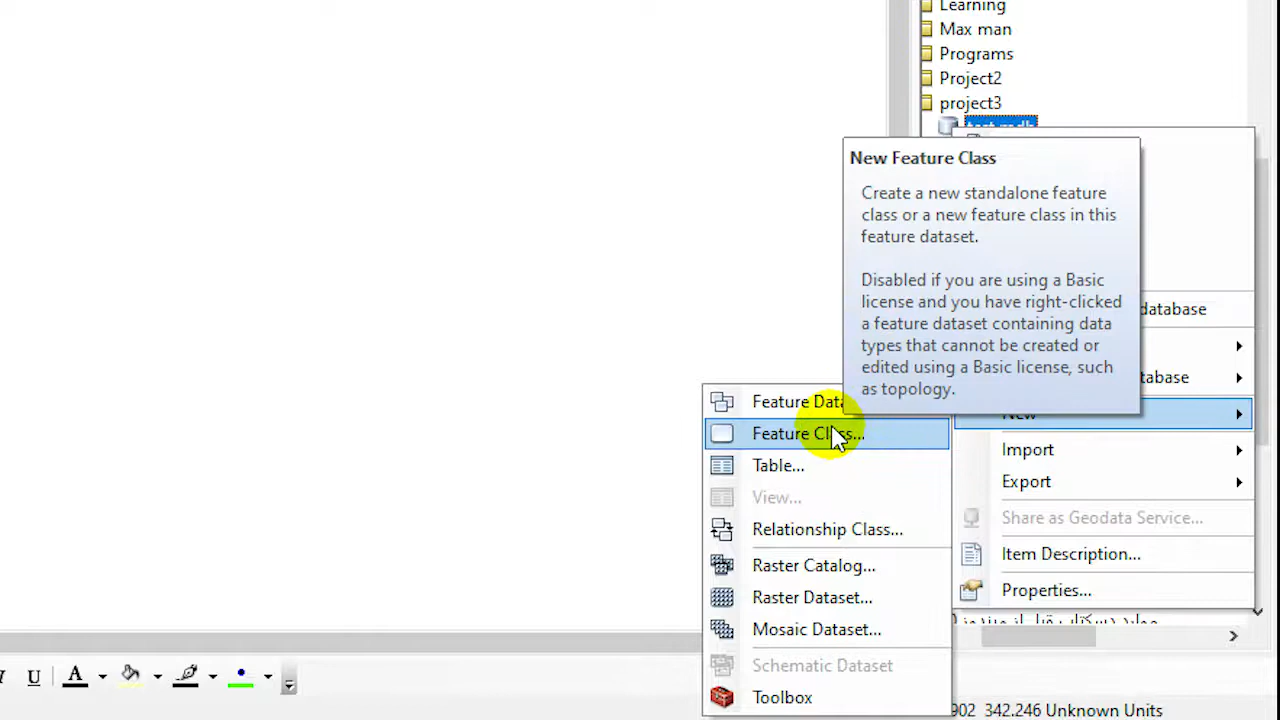 Learning
Max man
Programs
Project2
project3
New Feature Class
Create a new standalone feature
class or a new feature class in this
feature dataset.
Disabled if you are using a Basic
license and you have right-clicked
a feature dataset containing data
types that cannot be created or
edited using a Basic license, such
as topology.
New
Import
Export
Share as Geodata Service...
Item Description...
Properties...
Feature
Feature Class...
Table...
View...
Relationship Class...
Raster Catalog...
Raster Dataset...
Mosaic Dataset...
Schematic Dataset
Toolbox
U
A
902 342.246 Unknown Units